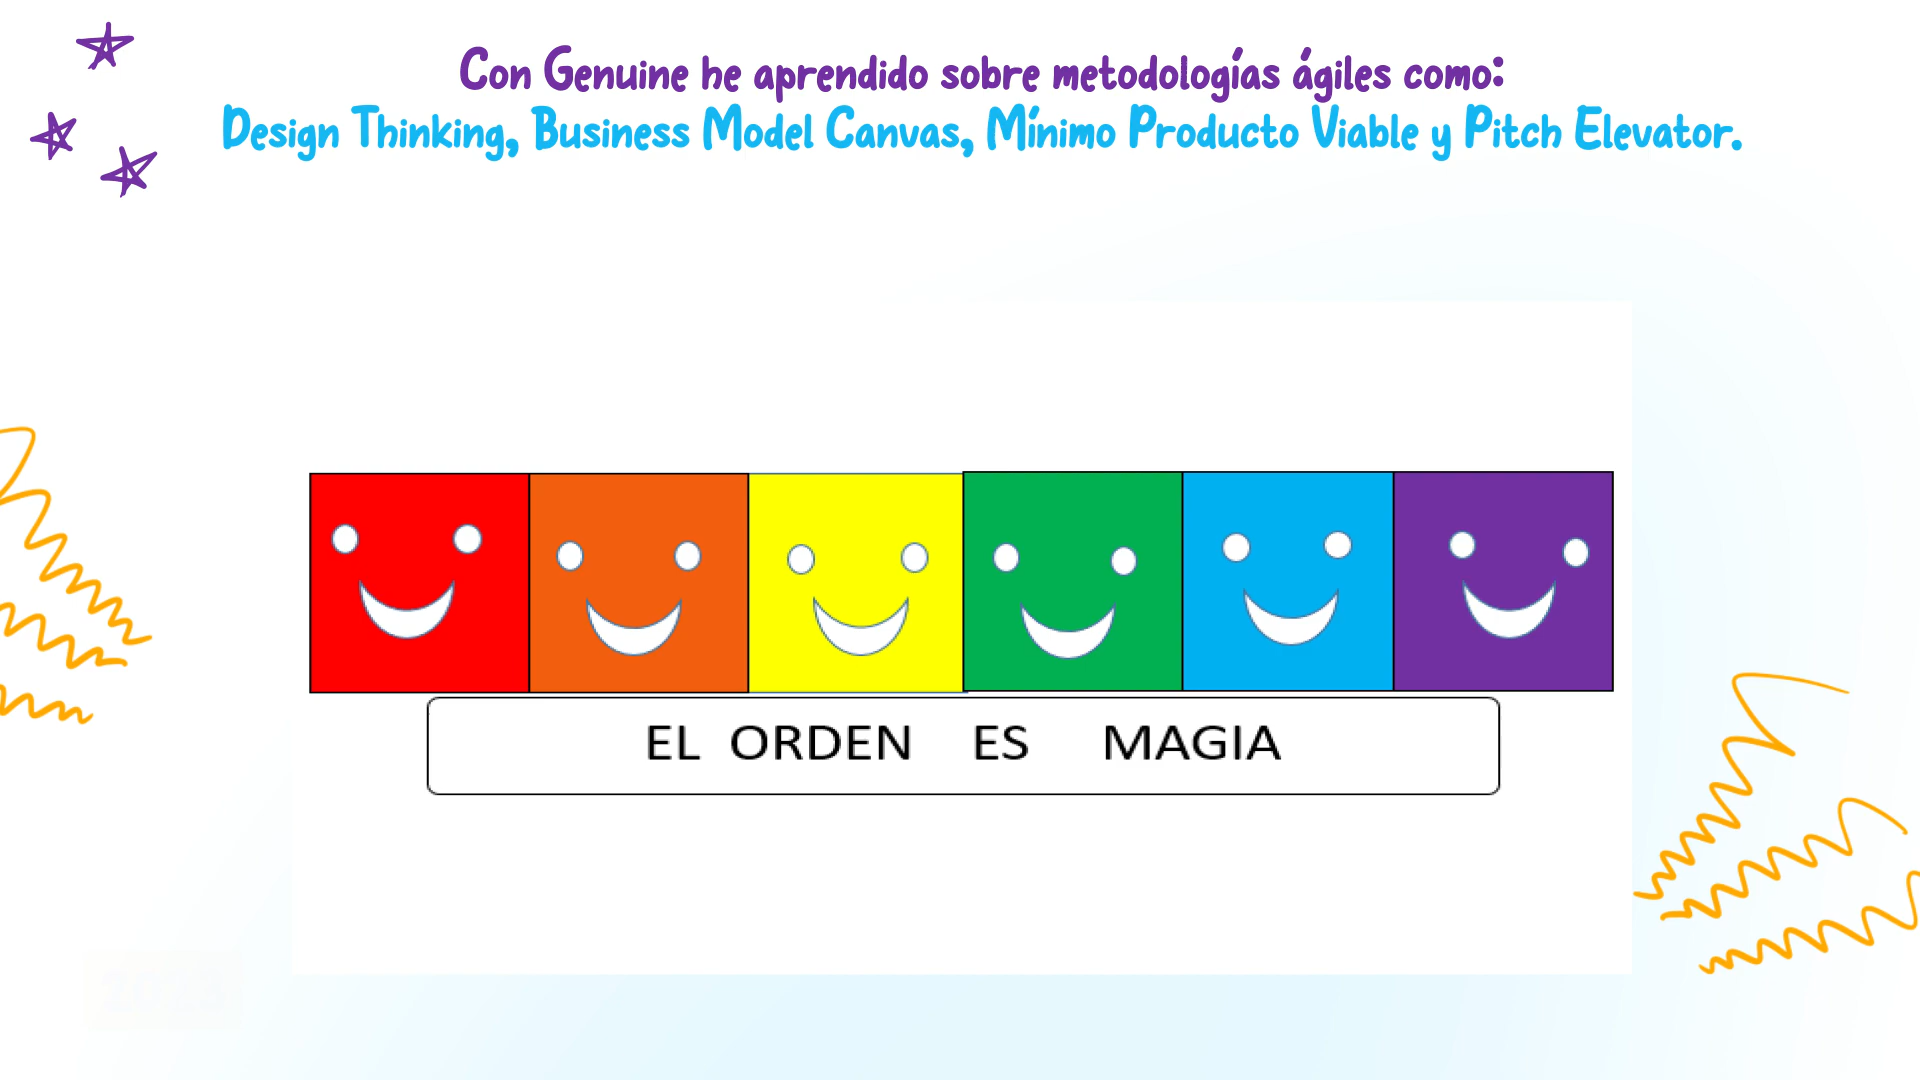 Con Genuine he aprendido sobre metodologías ágiles como:
Design Thinking, Business Model Canvas, Mínimo Producto Viable y Pitch Elevator.
EL ORDEN ES MAGIA